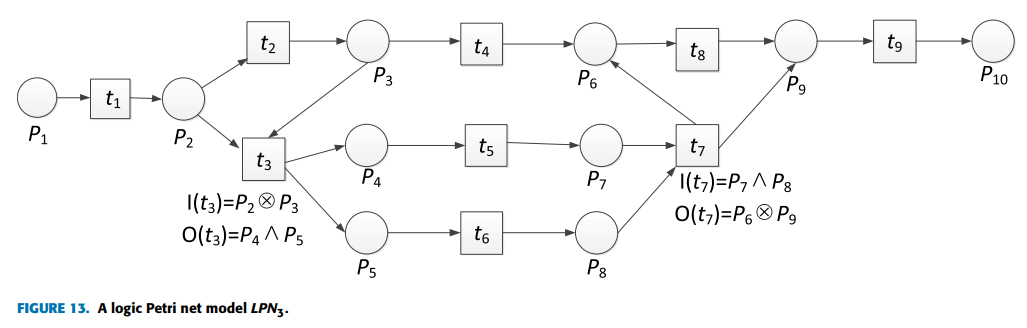 t₂ t₄ t₈ t₉
P₃ P₆ P₉ P₁₀
t₁
P₁ P₂
t₃ t₅ t₇
P₄ P₇
I(t₃)=P₂ ⊗ P₃
O(t₃)=P₄ ∧ P₅
I(t₇)=P₇ ∧ P₈
O(t₇)=P₆ ⊗ P₉
t₆
P₅ P₈
FIGURE 13. A logic Petri net model LPN₃.